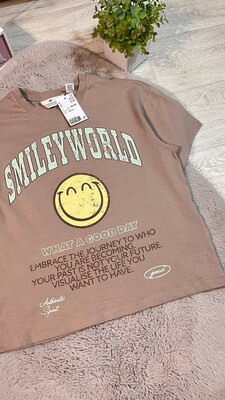 SMILEYWORLD
WHAT A GOOD DAY
EMBRACE THE JOURNEY TO WHO
YOU ARE BECOMING.
YOUR PAST IS NOT YOUR FUTURE.
VISUALISE THE LIFE YOU
WANT TO HAVE.
Authentic
Spirit